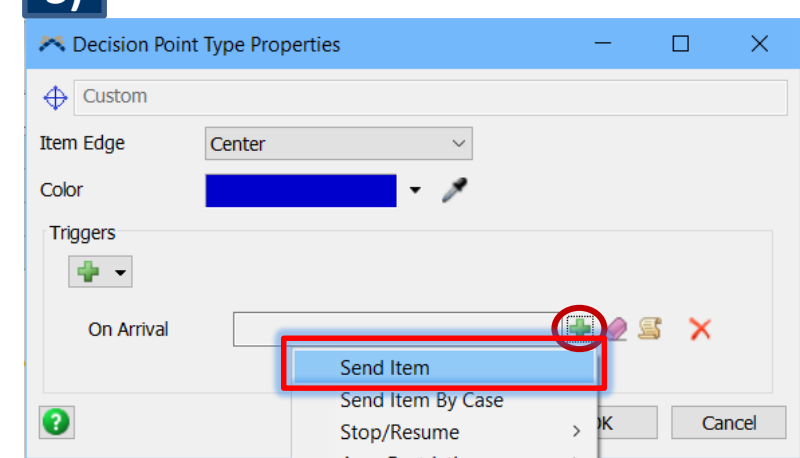 Decision Point Type Properties
Custom
Item Edge
Center
Color
Triggers
On Arrival
Send Item
Send Item By Case
Stop/Resume
Cancel